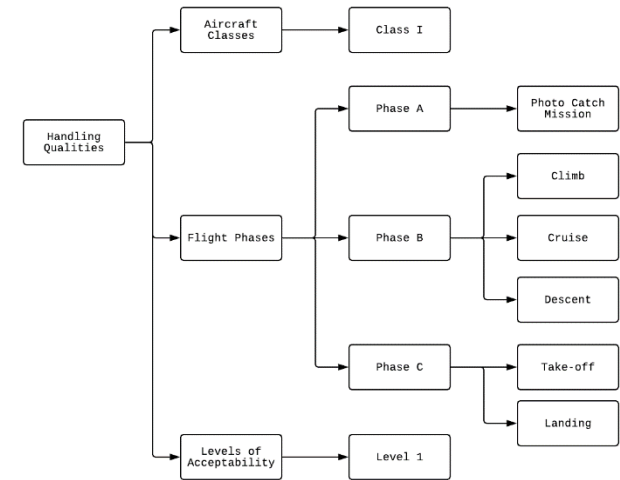 Aircraft
Classes
Class I
Phase A
Photo Catch
Mission
Handling
Qualities
Climb
Flight Phases
Phase B
Cruise
Descent
Phase C
Take-off
Landing
Levels of
Acceptability
Level 1